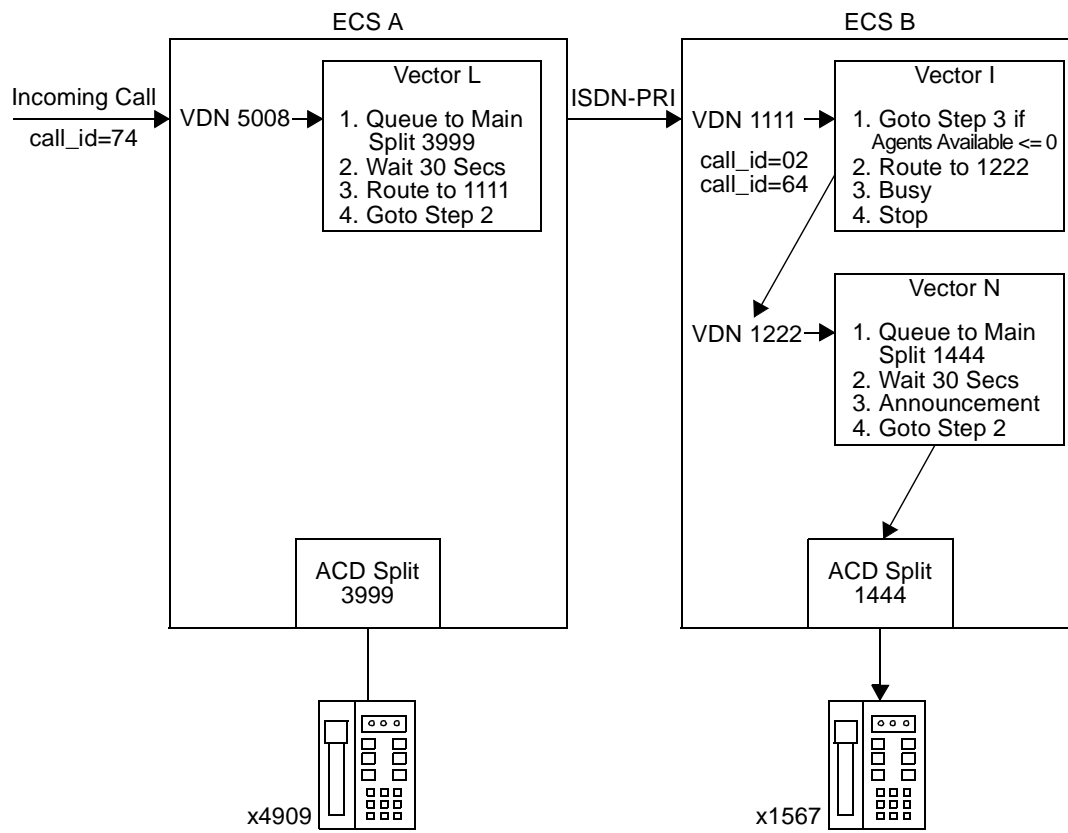 ECS A
ECS B
Incoming Call
call_id=74
VDN 5008
Vector L
1. Queue to Main
Split 3999
2. Wait 30 Secs
3. Route to 1111
4. Goto Step 2
ISDN-PRI
VDN 1111
call_id=02
call_id=64
Vector I
1. Goto Step 3 if
Agents Available <= 0
2. Route to 1222
3. Busy
4. Stop
VDN 1222
Vector N
1. Queue to Main
Split 1444
2. Wait 30 Secs
3. Announcement
4. Goto Step 2
ACD Split
3999
ACD Split
1444
x4909
x1567